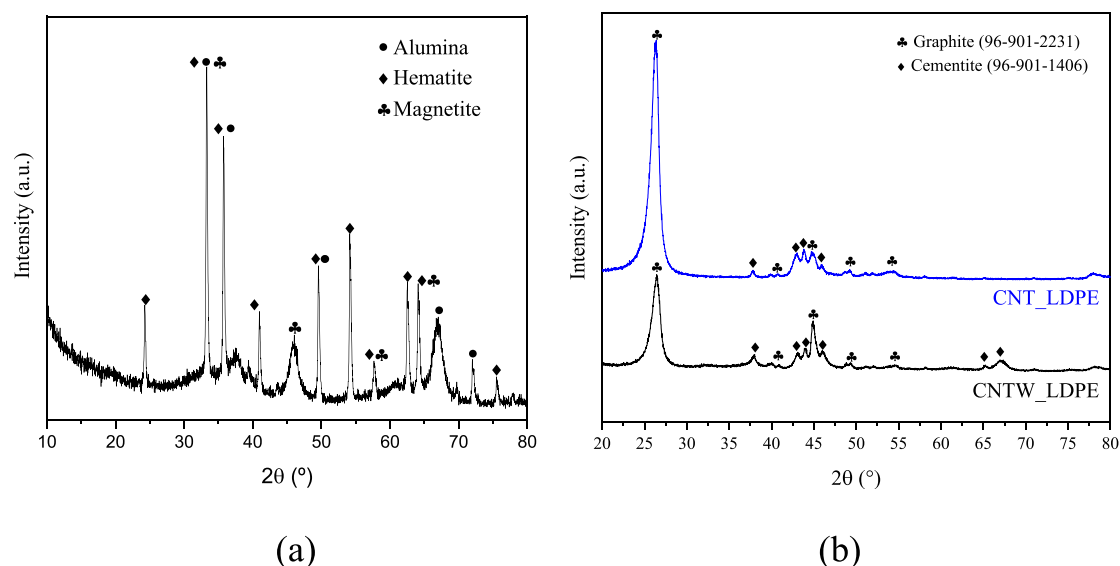 Alumina
Hematite
Magnetite
Intensity (a.u.)
10 20 30 40 50 60 70 80
2θ (º)
(a)
Graphite (96-901-2231)
Cementite (96-901-1406)
CNT_LDPE
CNTW_LDPE
Intensity (a.u.)
20 25 30 35 40 45 50 55 60 65 70 75 80
2θ (°)
(b)